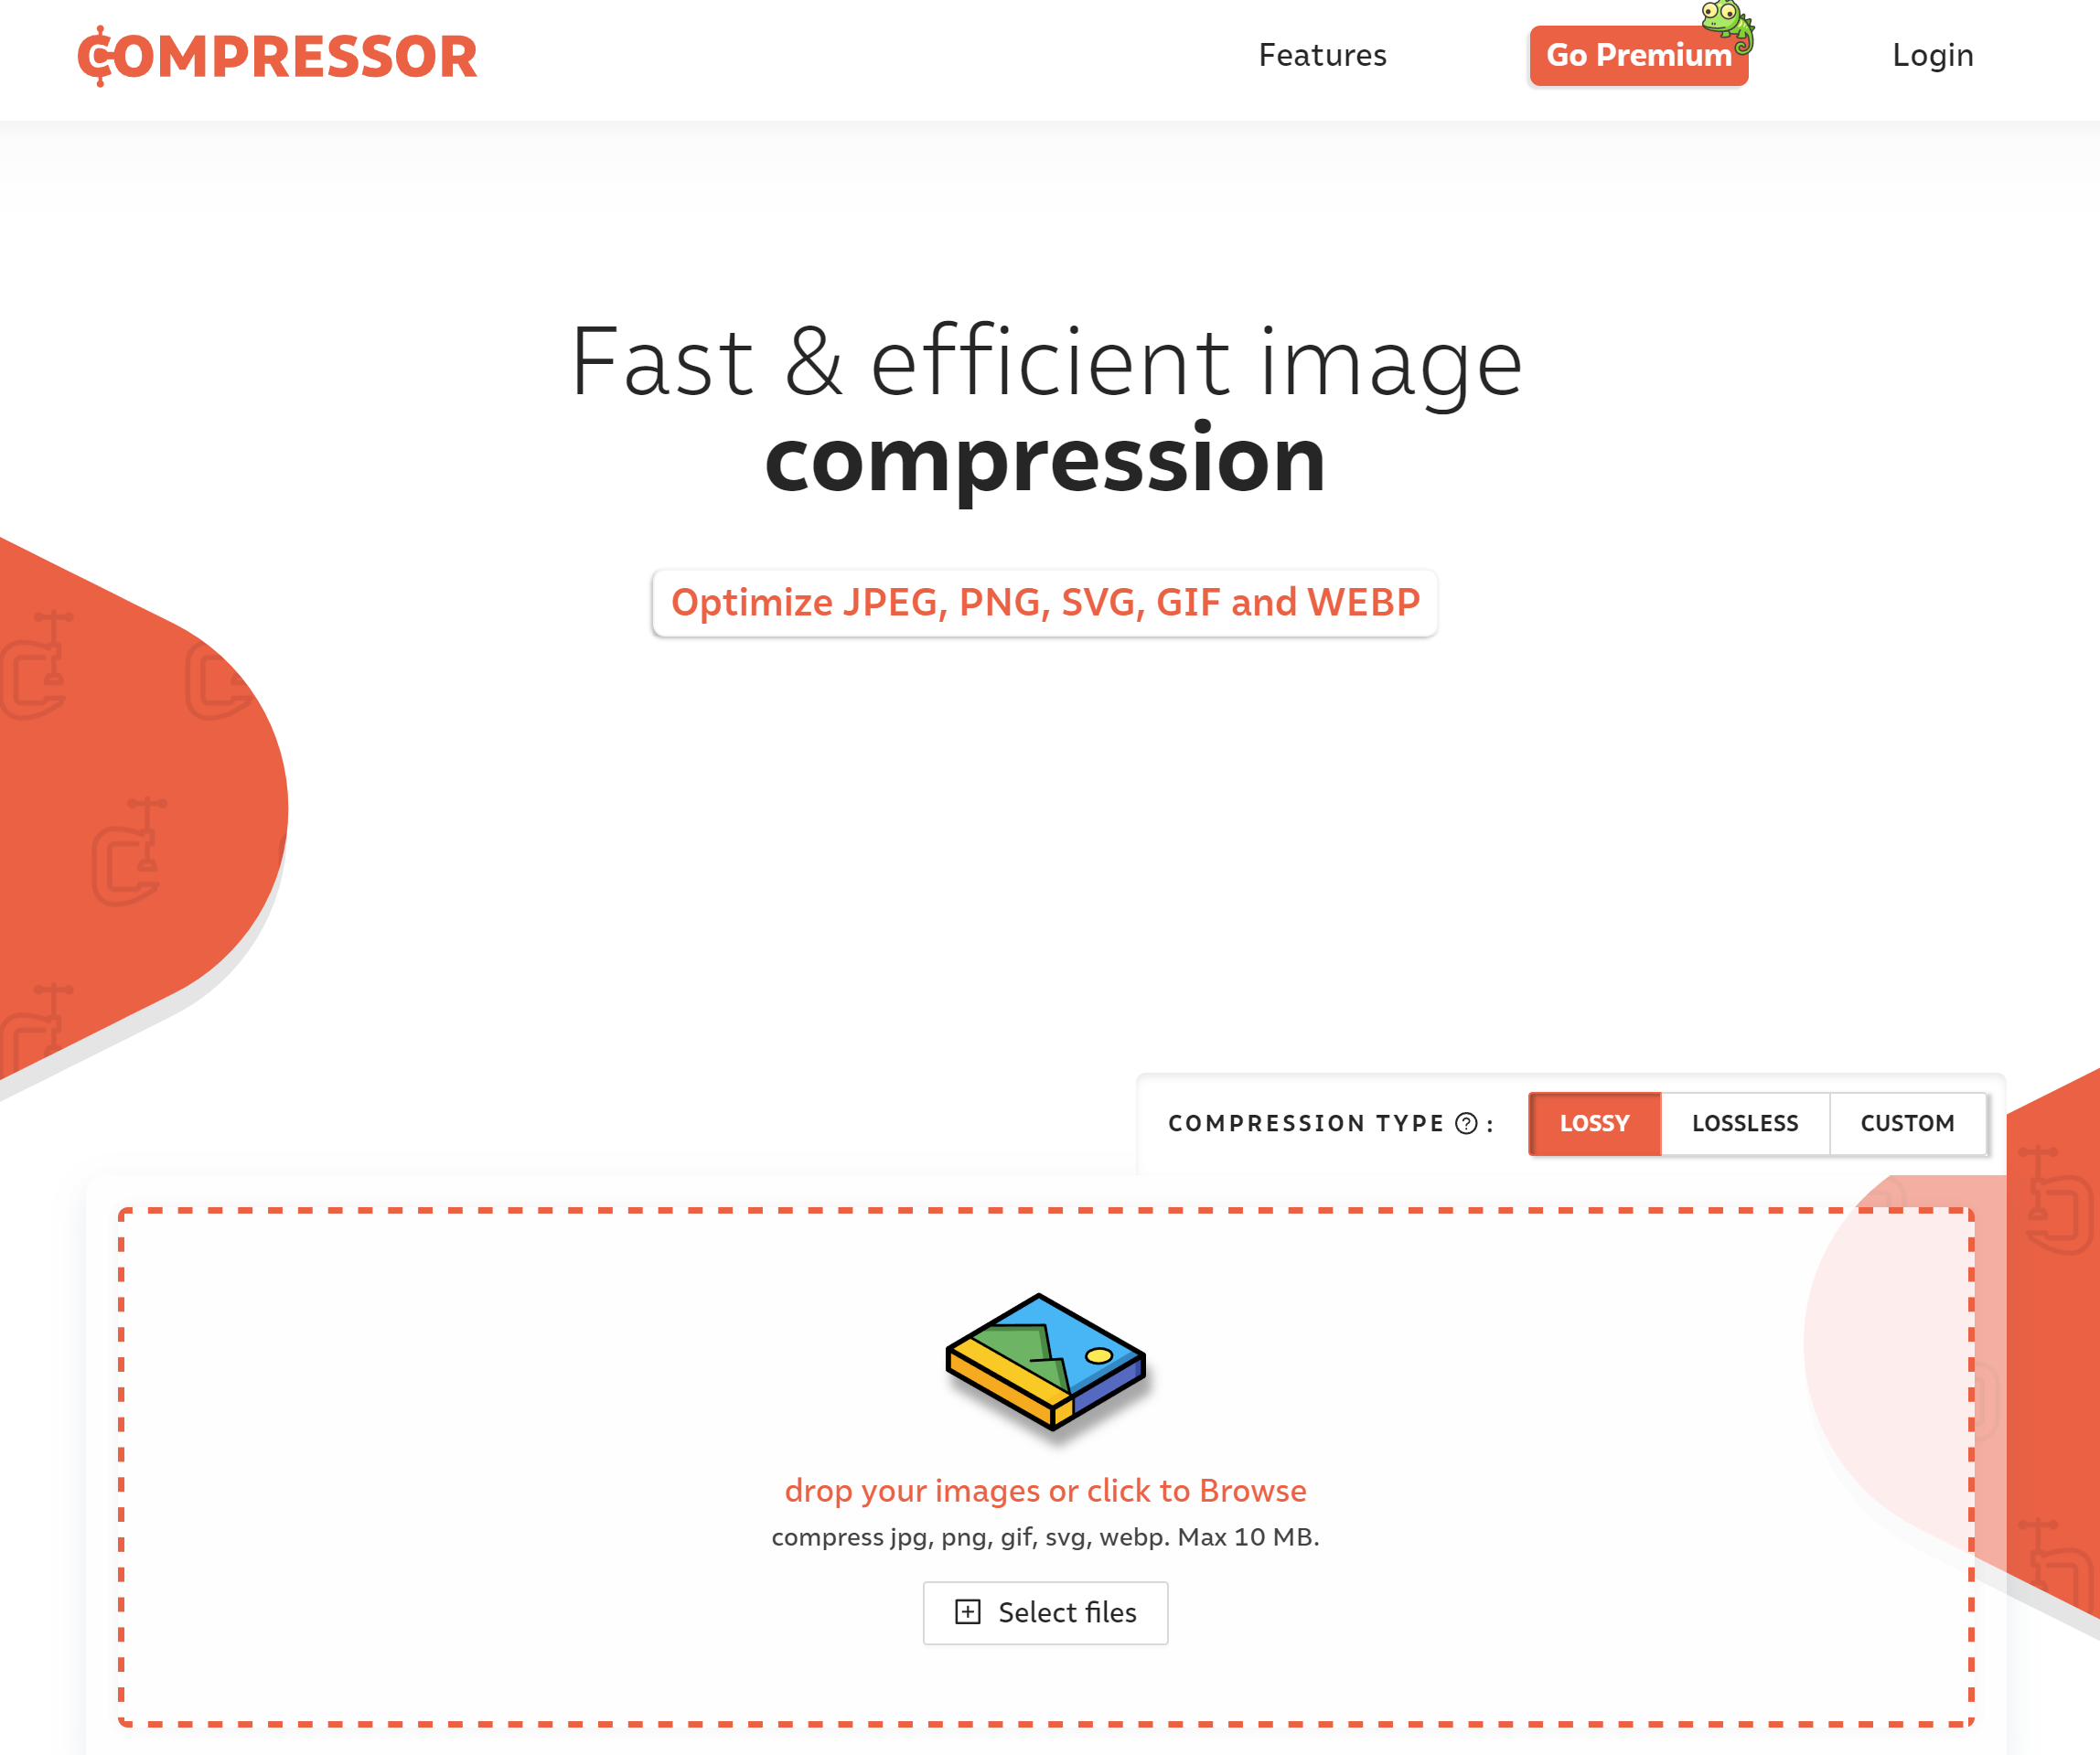 COMPRESSOR
Features
Go Premium
Login
Fast & efficient image
compression
Optimize JPEG, PNG, SVG, GIF and WEBP
COMPRESSION TYPE ? :
LOSSY
LOSSLESS
CUSTOM
drop your images or click to Browse
compress jpg, png, gif, svg, webp. Max 10 MB.
Select files